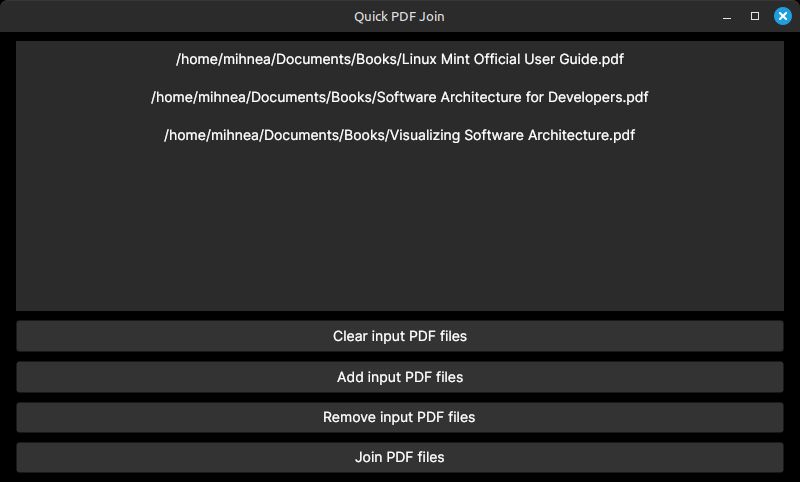 Quick PDF Join
/home/mihnea/Documents/Books/Linux Mint Official User Guide.pdf
/home/mihnea/Documents/Books/Software Architecture for Developers.pdf
/home/mihnea/Documents/Books/Visualizing Software Architecture.pdf
Clear input PDF files
Add input PDF files
Remove input PDF files
Join PDF files